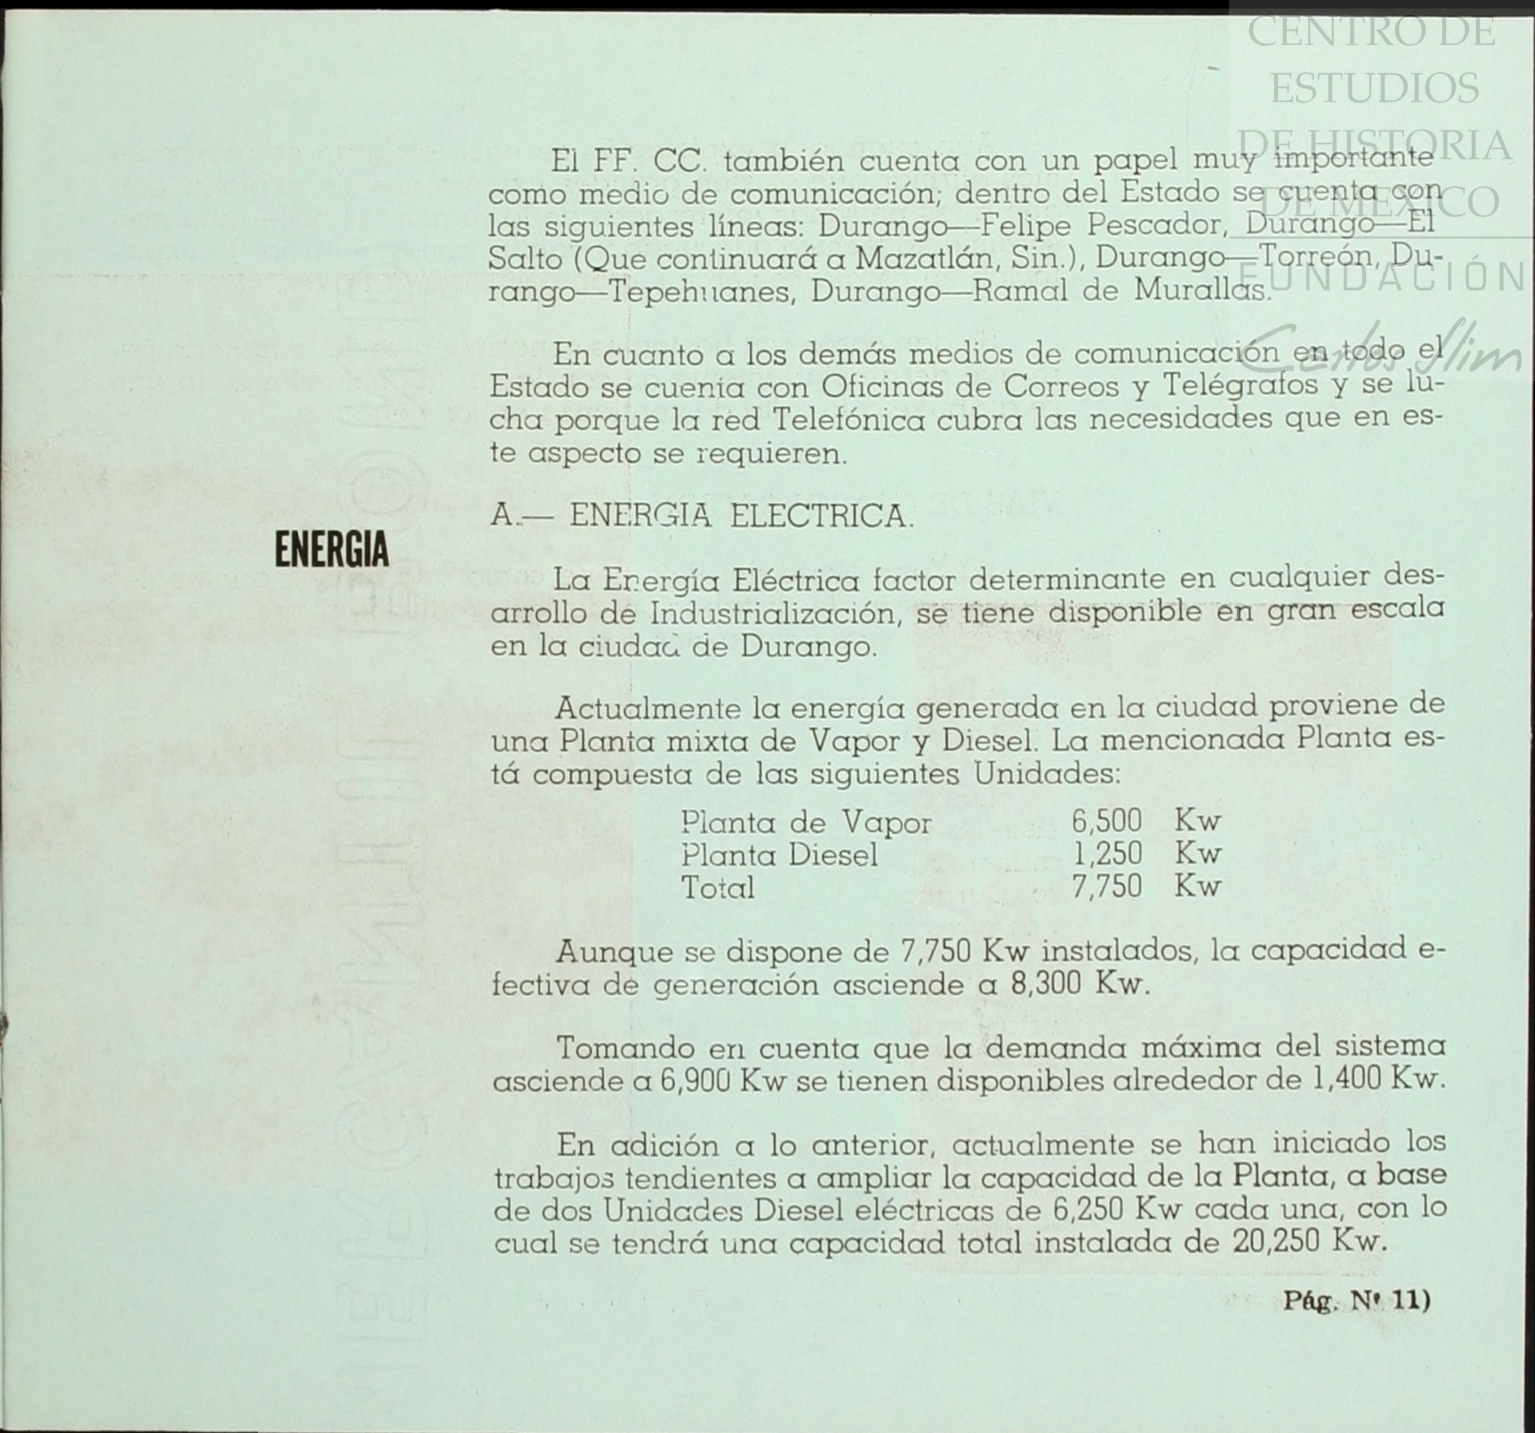 CENTRO DE
ESTUDIOS
DE HISTORIA
DE MÉXICO
FUNDACIÓN
Carlos Slim
El FF. CC. también cuenta con un papel muy importante
como medio de comunicación; dentro del Estado se cuenta con
las siguientes líneas: Durango—Felipe Pescador, Durango—El
Salto (Que continuará a Mazatlán, Sin.), Durango—Torreón, Du-
rango—Tepehuanes, Durango—Ramal de Murallas.
En cuanto a los demás medios de comunicación en todo el
Estado se cuenta con Oficinas de Correos y Telégrafos y se lu-
cha porque la red Telefónica cubra las necesidades que en es-
te aspecto se requieren.
ENERGIA
A.— ENERGIA ELECTRICA.
La Energía Eléctrica factor determinante en cualquier des-
arrollo de Industrialización, se tiene disponible en gran escala
en la ciudad de Durango.
Actualmente la energía generada en la ciudad proviene de
una Planta mixta de Vapor y Diesel. La mencionada Planta es-
tá compuesta de las siguientes Unidades:
Planta de Vapor 6,500 Kw
Planta Diesel 1,250 Kw
Total 7,750 Kw
Aunque se dispone de 7,750 Kw instalados, la capacidad e-
fectiva de generación asciende a 8,300 Kw.
Tomando en cuenta que la demanda máxima del sistema
asciende a 6,900 Kw se tienen disponibles alrededor de 1,400 Kw.
En adición a lo anterior, actualmente se han iniciado los
trabajos tendientes a ampliar la capacidad de la Planta, a base
de dos Unidades Diesel eléctricas de 6,250 Kw cada una, con lo
cual se tendrá una capacidad total instalada de 20,250 Kw.
Pág. Nº 11)